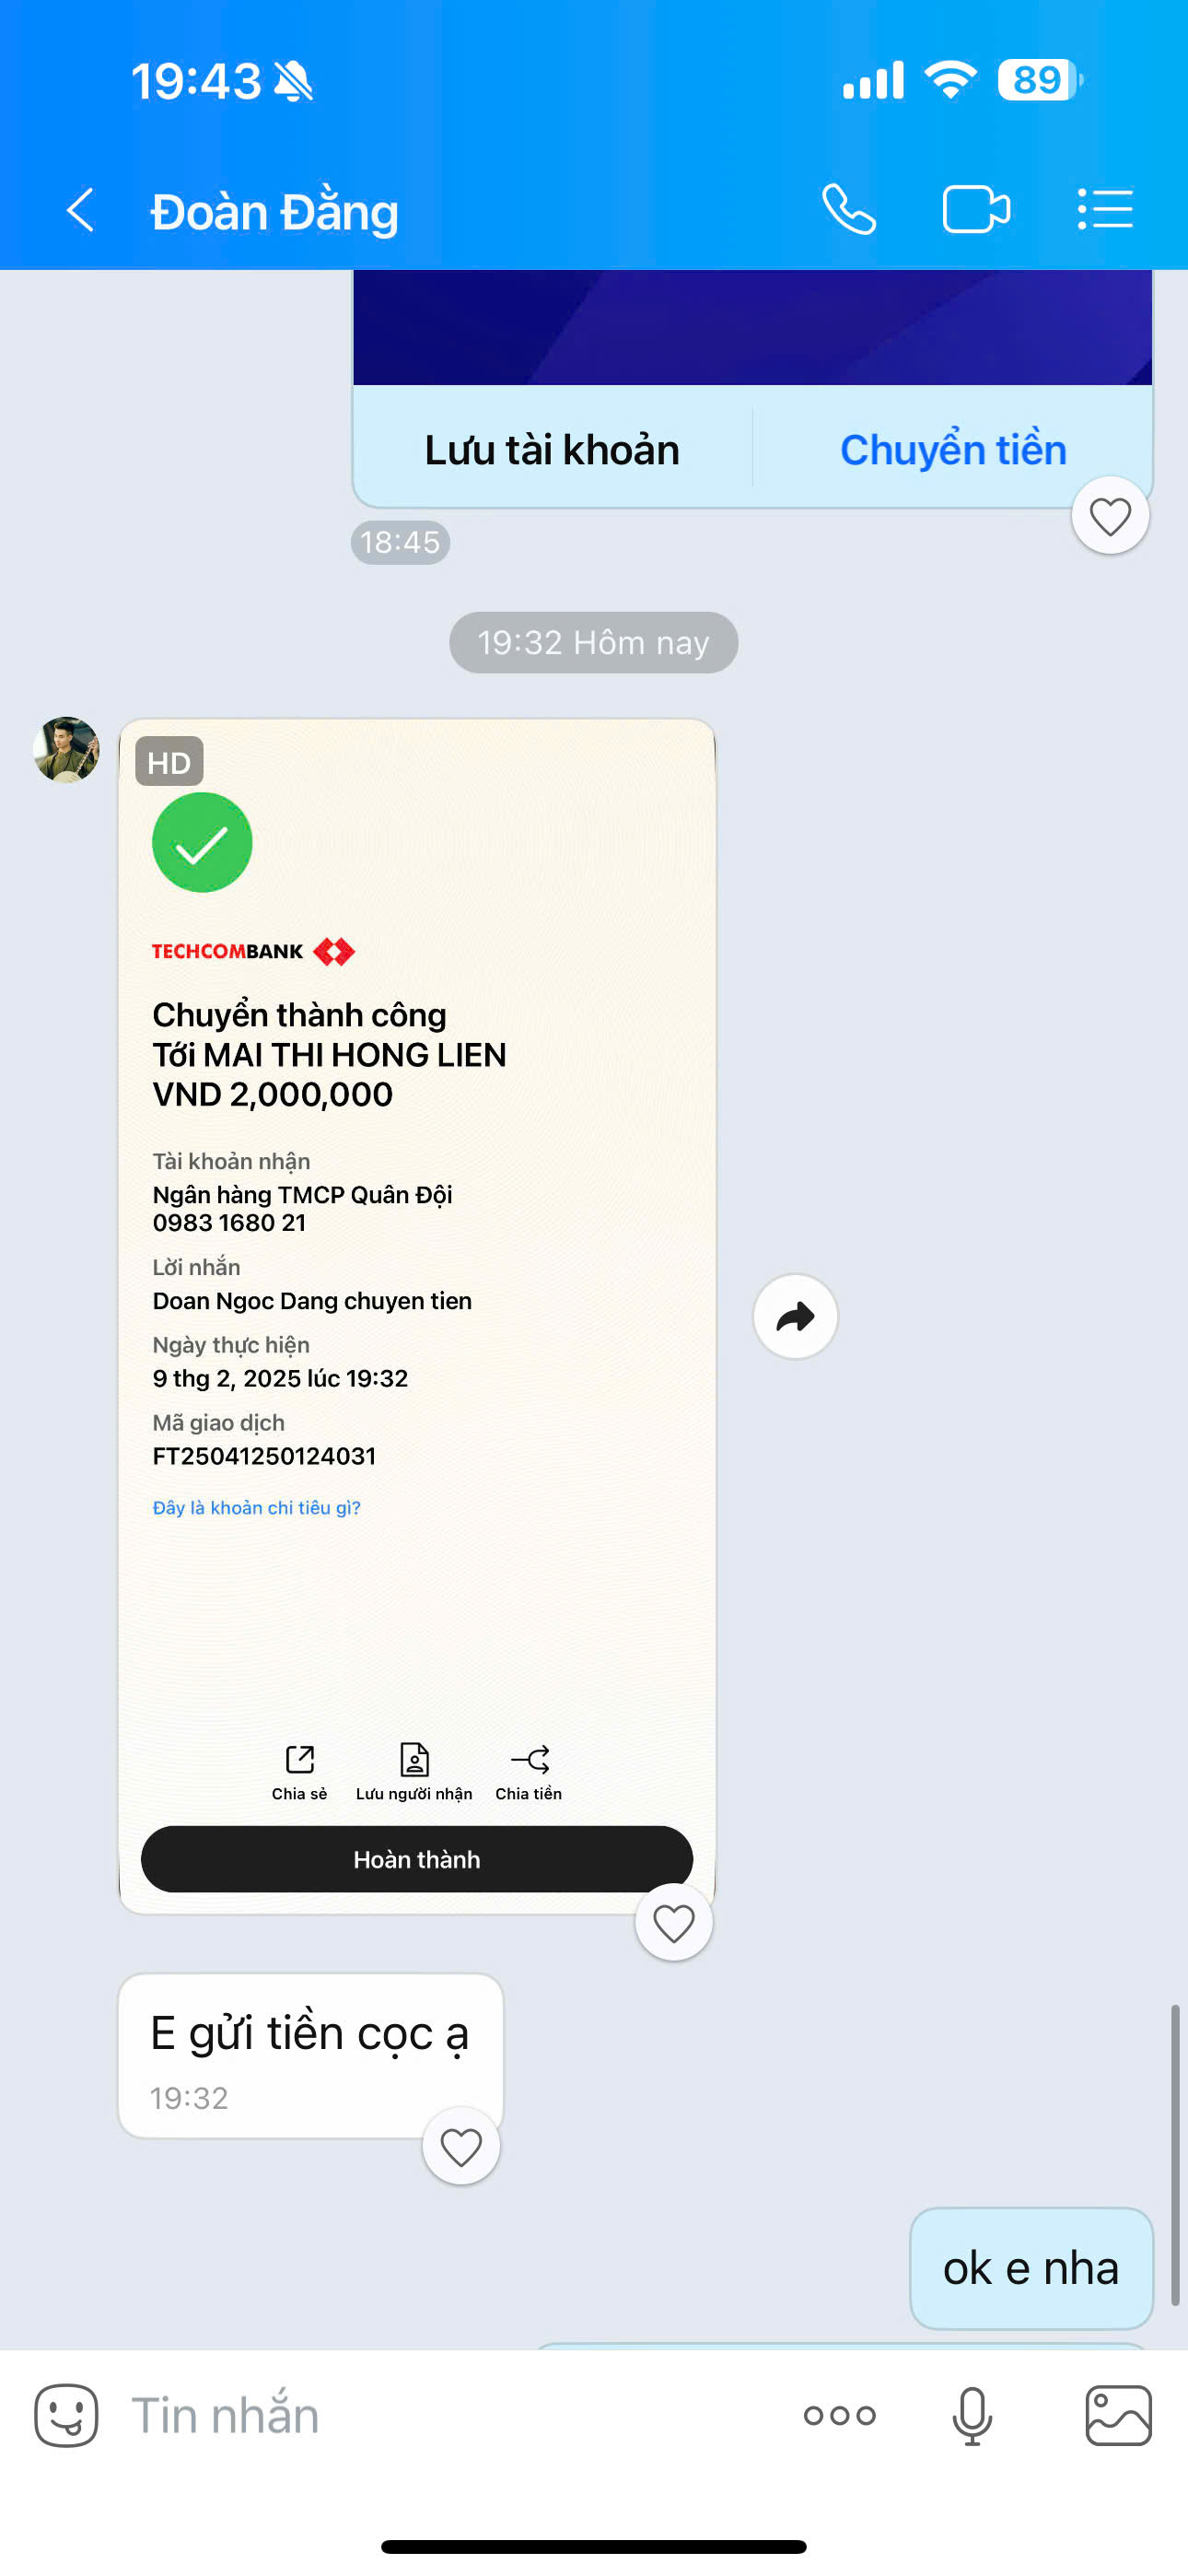 19:43
89
Đoàn Đằng
Lưu tài khoản
Chuyển tiền
18:45
19:32 Hôm nay
HD
TECHCOMBANK
Chuyển thành công
Tới MAI THI HONG LIEN
VND 2,000,000
Tài khoản nhận
Ngân hàng TMCP Quân Đội
0983 1680 21
Lời nhắn
Doan Ngoc Dang chuyen tien
Ngày thực hiện
9 thg 2, 2025 lúc 19:32
Mã giao dịch
FT25041250124031
Đây là khoản chi tiêu gì?
Chia sẻ
Lưu người nhận
Chia tiền
Hoàn thành
E gửi tiền cọc ạ
19:32
ok e nha
Tin nhắn